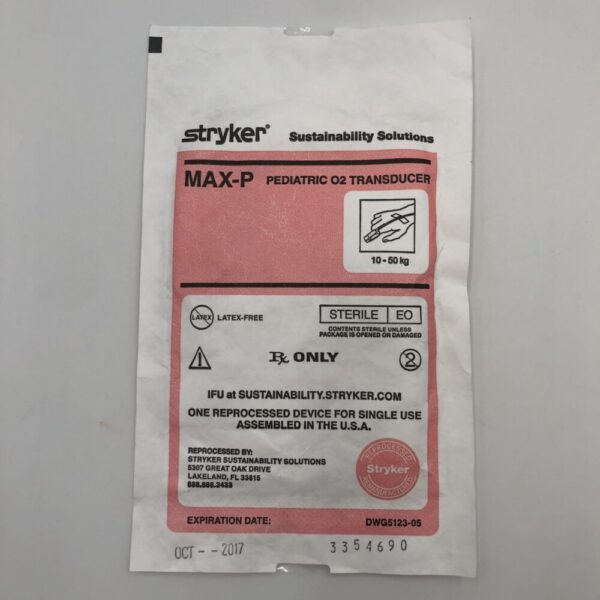 stryker® Sustainability Solutions
MAX-P PEDIATRIC O2 TRANSDUCER
10 - 50 kg
LATEX LATEX-FREE
STERILE EO
CONTENTS STERILE UNLESS
PACKAGE IS OPENED OR DAMAGED
℞ ONLY
2
IFU at SUSTAINABILITY.STRYKER.COM
ONE REPROCESSED DEVICE FOR SINGLE USE
ASSEMBLED IN THE U.S.A.
REPROCESSED BY:
STRYKER SUSTAINABILITY SOLUTIONS
5307 GREAT OAK DRIVE
LAKELAND, FL 33815
888.888.3433
REPROCESSED
Stryker
REMANUFACTURED
EXPIRATION DATE: DWG5123-05
OCT - - 2017 3354690